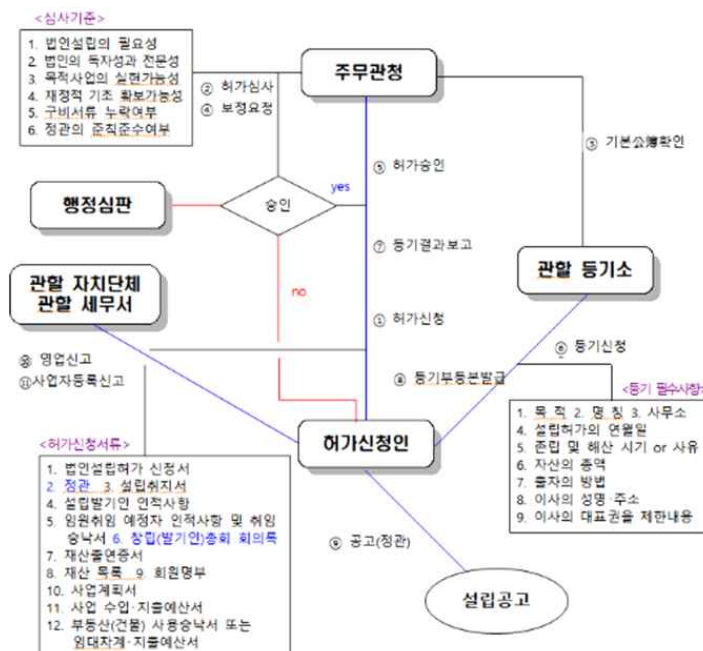 <심사기준>
1. 법인설립의 필요성
2. 법인의 독자성과 전문성
3. 목적사업의 실현가능성
4. 재정적 기초 확보가능성
5. 구비서류 누락여부
6. 정관의 준칙준수여부
주무관청
② 허가심사
④ 보정요청
③ 기본公簿확인
⑤ 허가승인
yes
행정심판
승인
⑦ 등기결과보고
관할 등기소
관할 자치단체
관할 세무서
no
① 허가신청
⑩ 영업신고
⑪사업자등록신고
⑥ 등기신청
⑧ 등기부등본발급
<등기 필수사항>
1. 목 적 2. 명 칭 3. 사무소
4. 설립허가의 연월일
5. 존립 및 해산 시기 or 사유
6. 자산의 총액
7. 출자의 방법
8. 이사의 성명·주소
9. 이사의 대표권을 제한내용
허가신청인
<허가신청서류>
1. 법인설립허가 신청서
2. 정관 3. 설립취지서
4. 설립발기인 인적사항
5. 임원취임 예정자 인적사항 및 취임
승낙서 6. 창립(발기인)총회 회의록
7. 재산출연증서
8. 재산 목록 9. 회원명부
10. 사업계획서
11. 사업 수입·지출예산서
12. 부동산(건물) 사용승낙서 또는
임대차계·지출예산서
⑨ 공고(정관)
설립공고